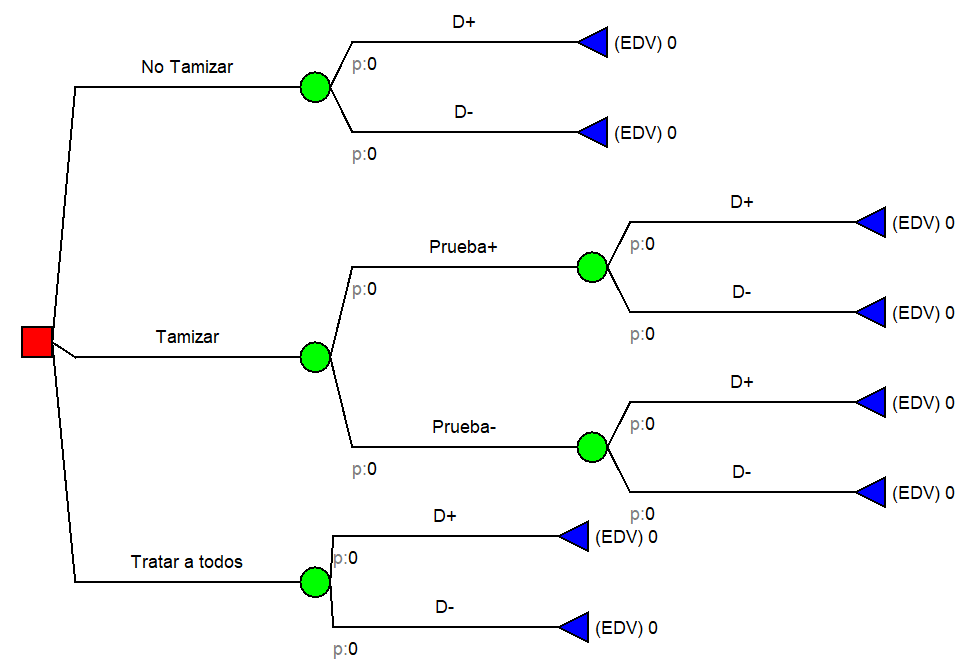 D+
p:0
(EDV) 0
No Tamizar
D-
p:0
(EDV) 0
D+
p:0
(EDV) 0
Prueba+
p:0
D-
p:0
(EDV) 0
Tamizar
D+
p:0
(EDV) 0
Prueba-
p:0
D-
p:0
(EDV) 0
D+
p:0
(EDV) 0
Tratar a todos
D-
p:0
(EDV) 0